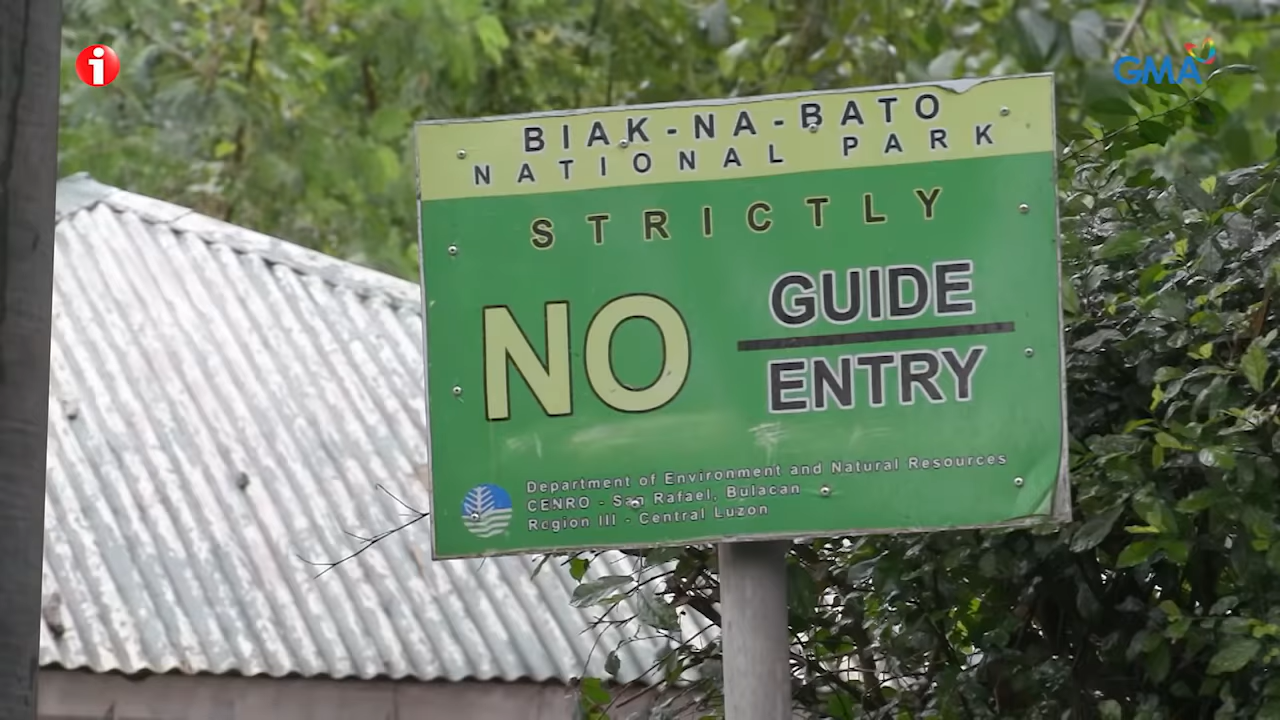 i
GMA
BIAK-NA-BATO
NATIONAL PARK
STRICTLY
NO
GUIDE
ENTRY
Department of Environment and Natural Resources
CENRO - San Rafael, Bulacan
Region III - Central Luzon